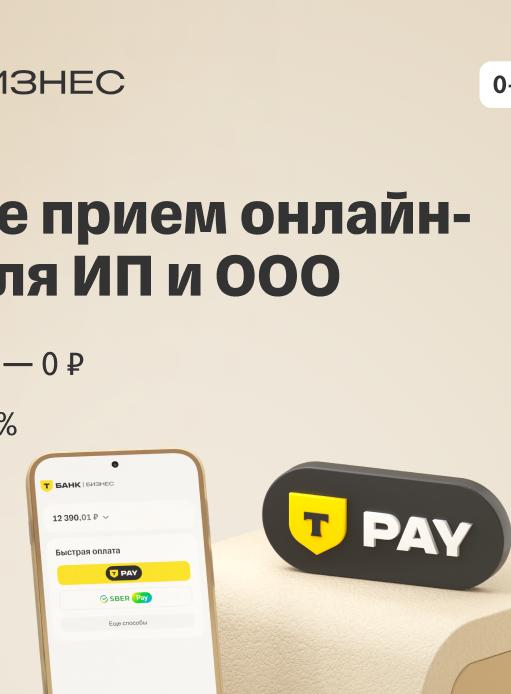 ИЗНЕС
0-
е прием онлайн-
ля ИП и ООО
— 0 ₽
%
Т БАНК | БИЗНЕС
12 390,01 ₽
Быстрая оплата
Т PAY
SBER Pay
Еще способы
Т PAY